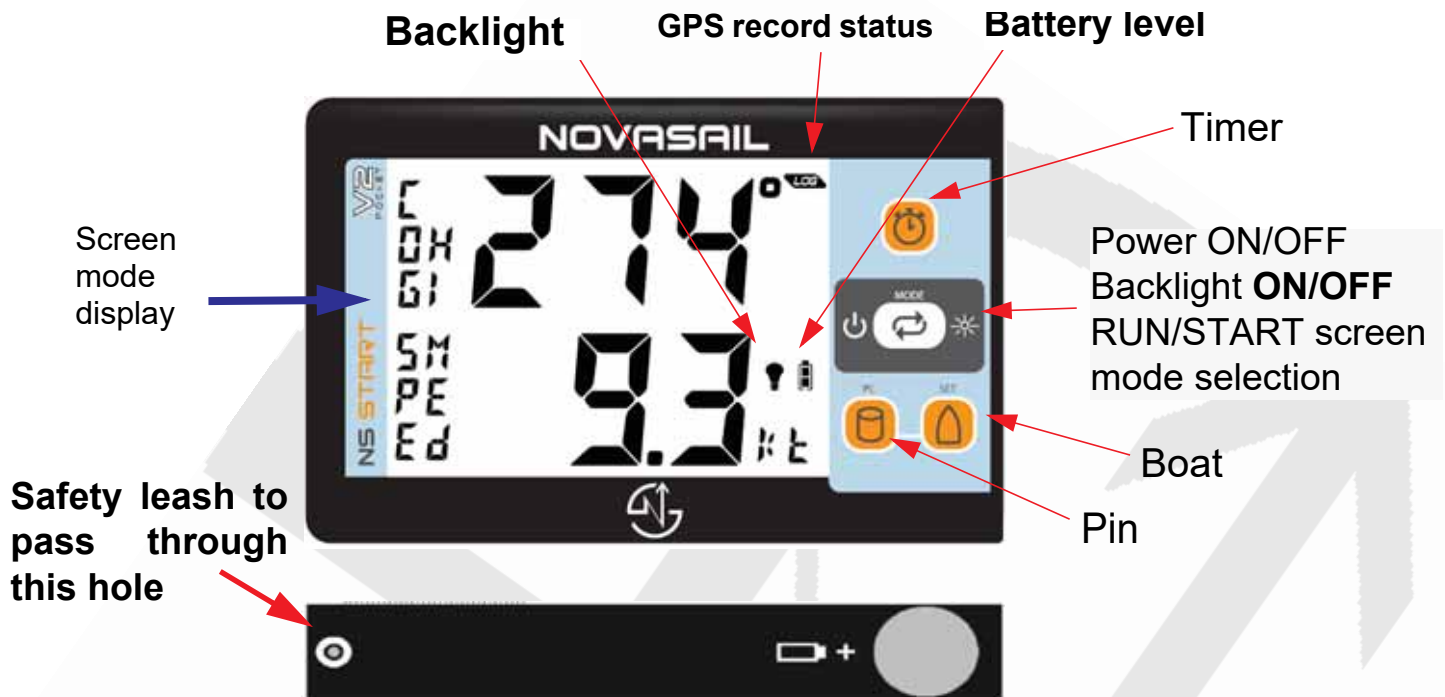 Backlight
GPS record status
Battery level
Timer
NOVASAIL
V2
POCKET
C
OH
GI
274°
LOG
Screen
mode
display
MODE
Power ON/OFF
Backlight ON/OFF
RUN/START screen
mode selection
NS START
SM
PE
Ed
9.3
Kt
PC
SET
Boat
Pin
Safety leash to
pass through
this hole
+